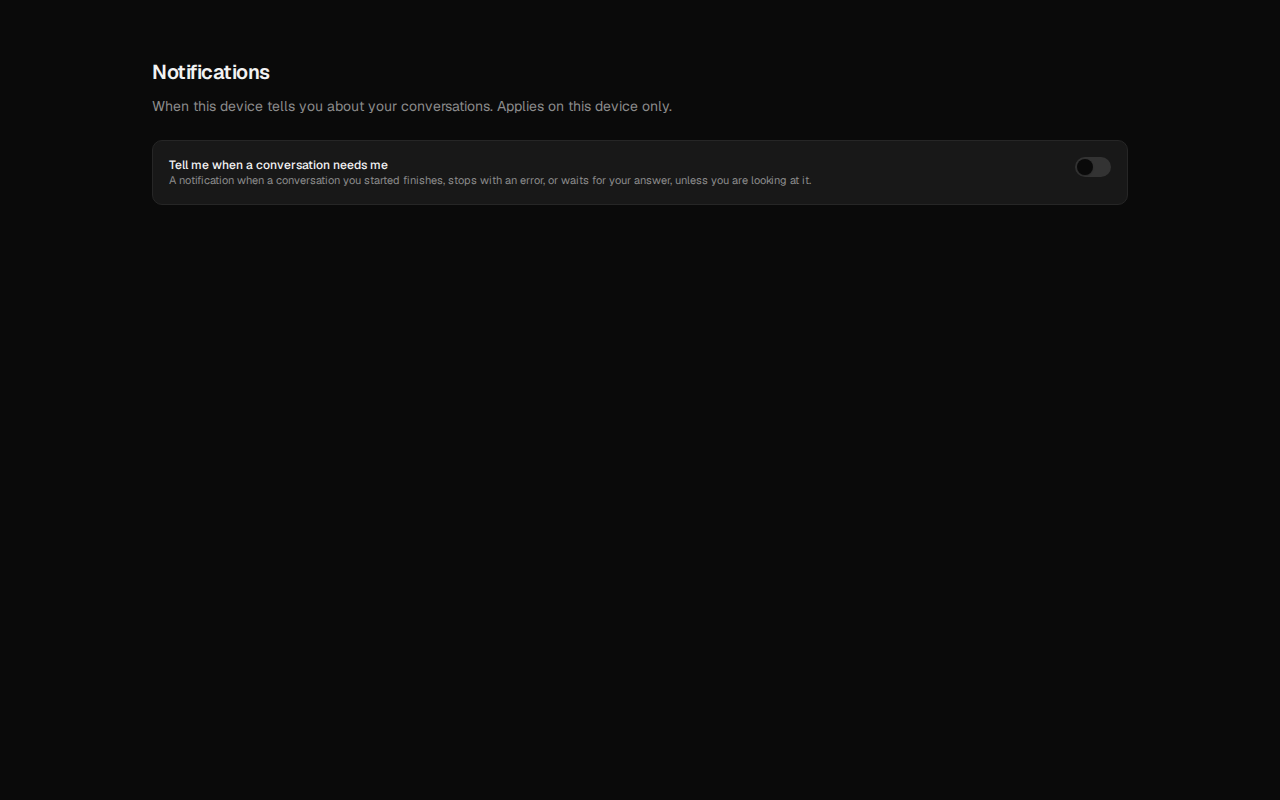 Notifications
When this device tells you about your conversations. Applies on this device only.
Tell me when a conversation needs me
A notification when a conversation you started finishes, stops with an error, or waits for your answer, unless you are looking at it.